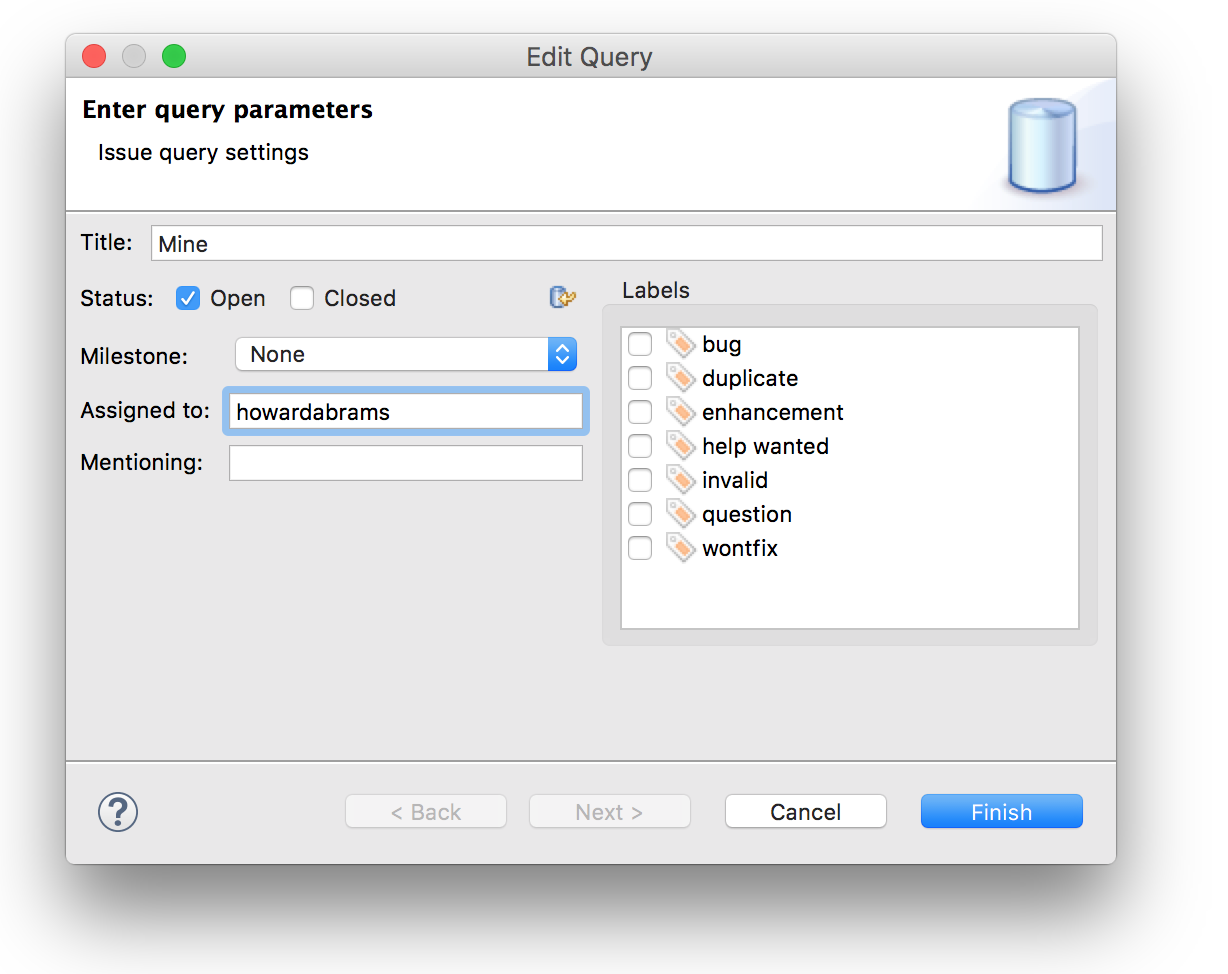 Edit Query
Enter query parameters
Issue query settings
Title: Mine
Status: Open Closed
Milestone: None
Assigned to: howardabrams
Mentioning:
Labels
bug
duplicate
enhancement
help wanted
invalid
question
wontfix
? < Back Next > Cancel Finish